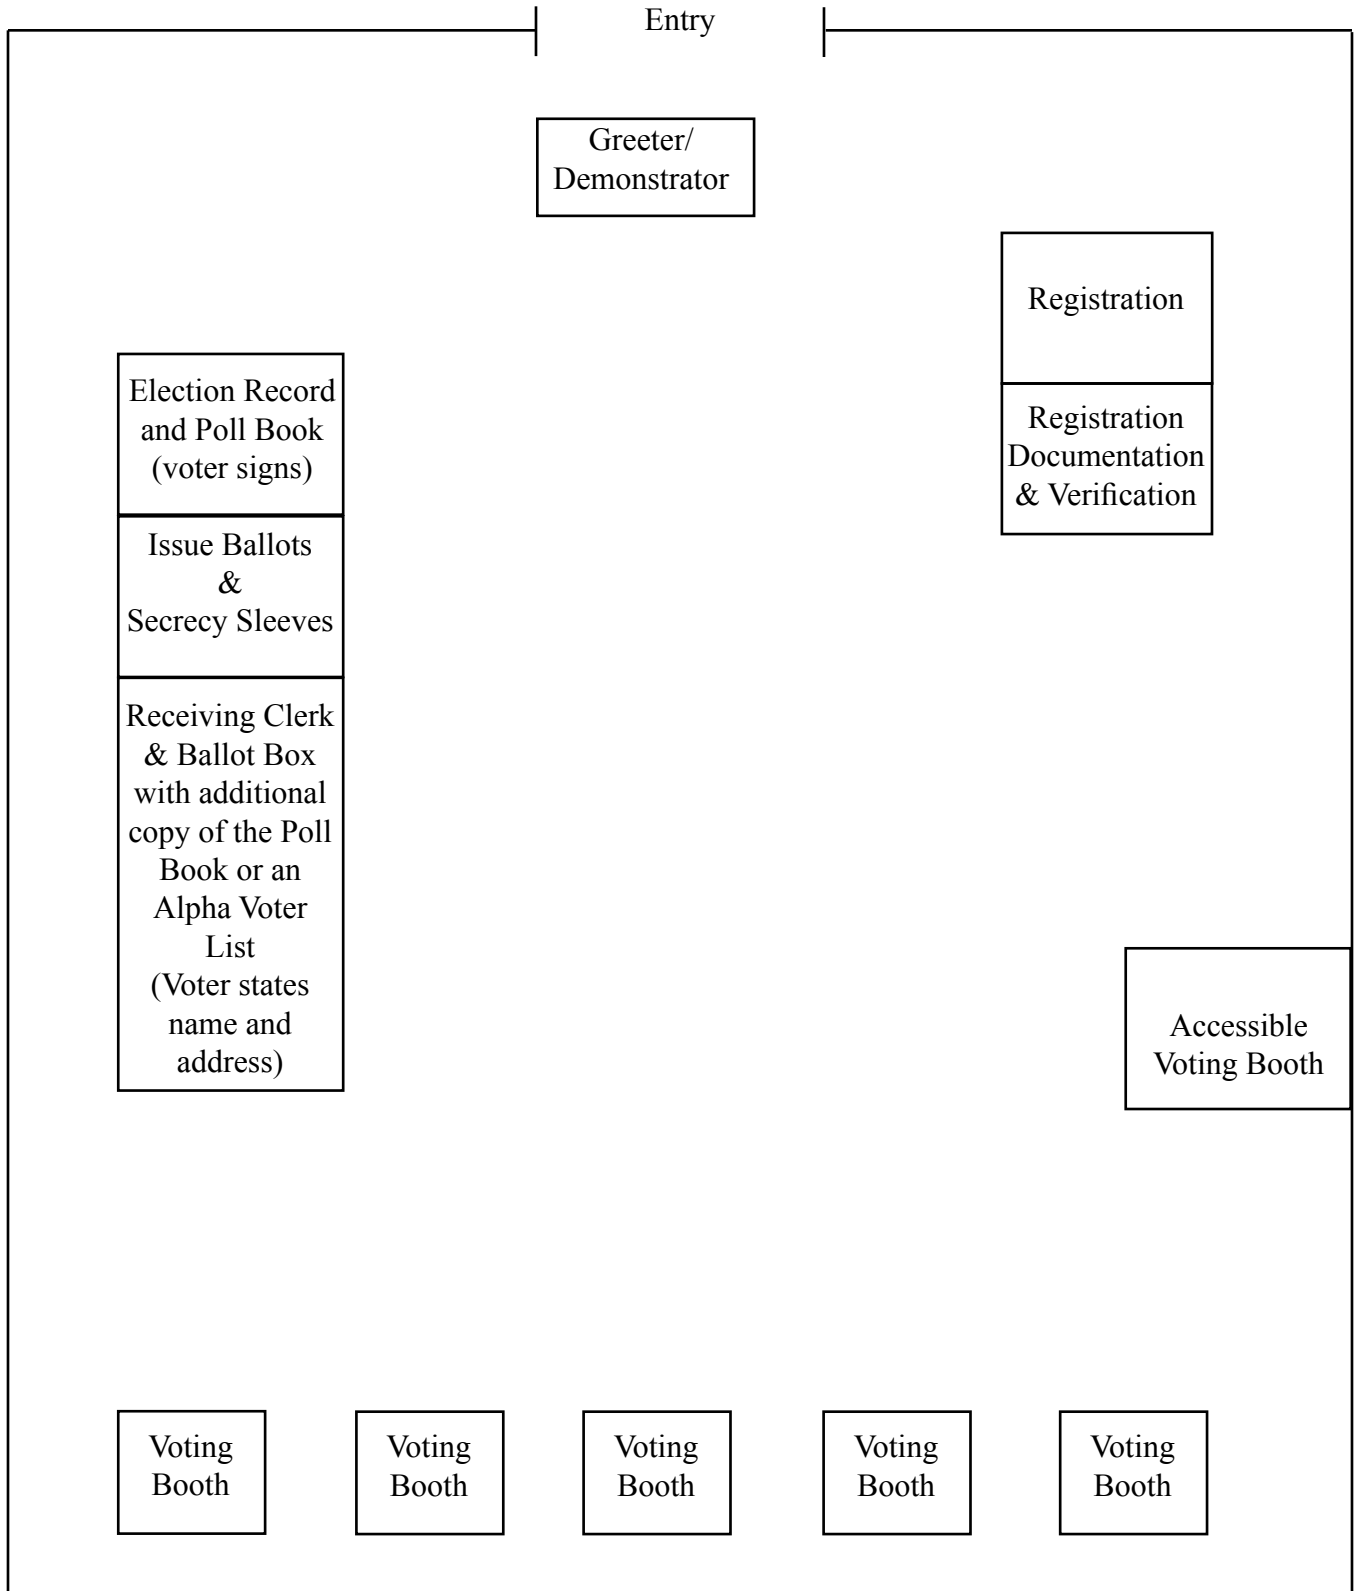 Entry
Greeter/
Demonstrator
Registration
Registration
Documentation
& Verification
Election Record
and Poll Book
(voter signs)
Issue Ballots
&
Secrecy Sleeves
Receiving Clerk
& Ballot Box
with additional
copy of the Poll
Book or an
Alpha Voter
List
(Voter states
name and
address)
Accessible
Voting Booth
Voting
Booth
Voting
Booth
Voting
Booth
Voting
Booth
Voting
Booth